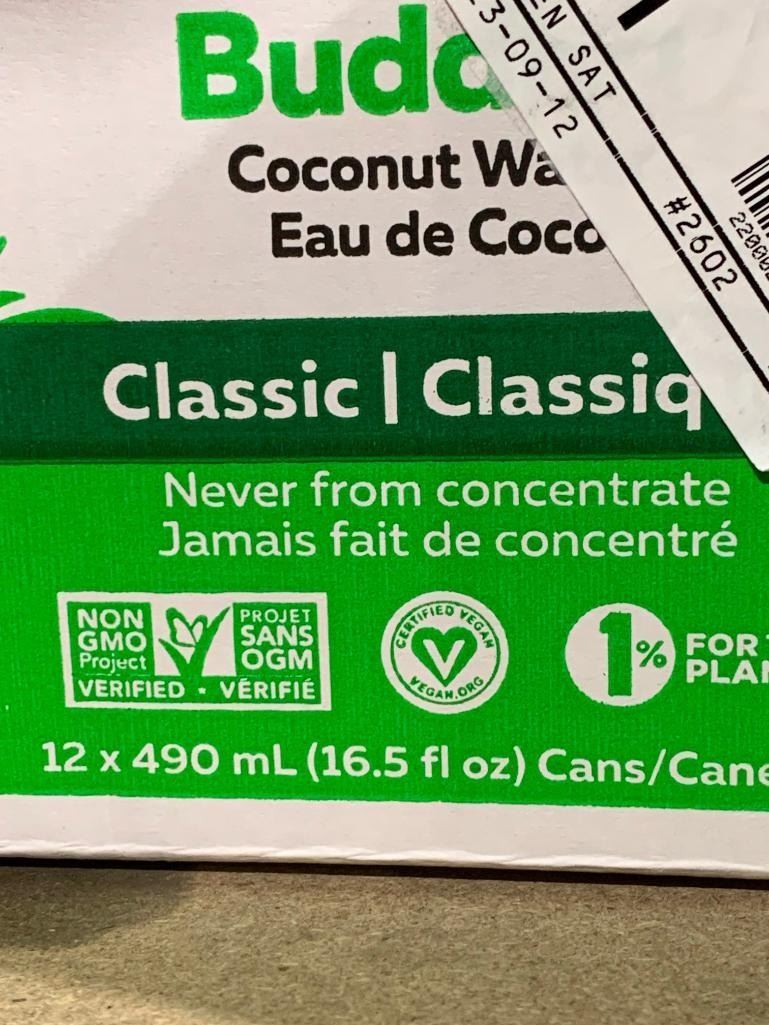 Budd
Coconut Wa
Eau de Coco
Classic | Classiq
Never from concentrate
Jamais fait de concentré
NON
GMO
Project
PROJET
SANS
OGM
VERIFIED • VÉRIFIÉ
CERTIFIED VEGAN
VEGAN.ORG
1%
FOR
PLA
12 x 490 mL (16.5 fl oz) Cans/Cane
EN SAT
3-09-12
#2602